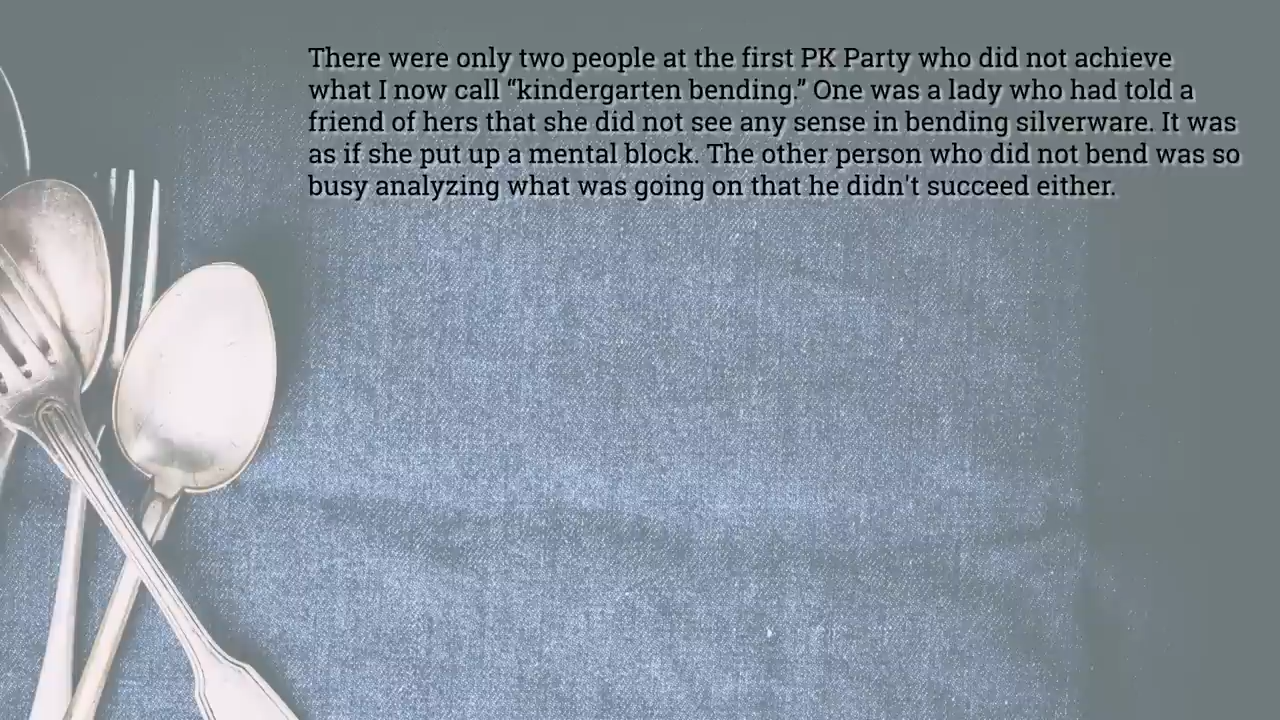 There were only two people at the first PK Party who did not achieve
what I now call “kindergarten bending.” One was a lady who had told a
friend of hers that she did not see any sense in bending silverware. It was
as if she put up a mental block. The other person who did not bend was so
busy analyzing what was going on that he didn't succeed either.